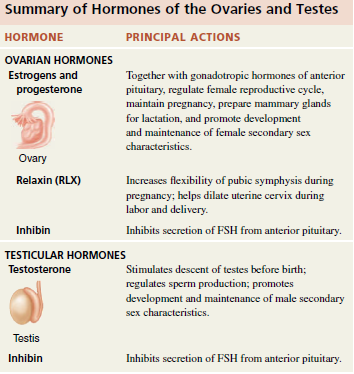 Summary of Hormones of the Ovaries and Testes
HORMONE PRINCIPAL ACTIONS
OVARIAN HORMONES
Estrogens and progesterone
Together with gonadotropic hormones of anterior
pituitary, regulate female reproductive cycle,
maintain pregnancy, prepare mammary glands
for lactation, and promote development
and maintenance of female secondary sex
characteristics.
Ovary
Relaxin (RLX)
Increases flexibility of pubic symphysis during
pregnancy; helps dilate uterine cervix during
labor and delivery.
Inhibin
Inhibits secretion of FSH from anterior pituitary.
TESTICULAR HORMONES
Testosterone
Stimulates descent of testes before birth;
regulates sperm production; promotes
development and maintenance of male secondary
sex characteristics.
Testis
Inhibin
Inhibits secretion of FSH from anterior pituitary.